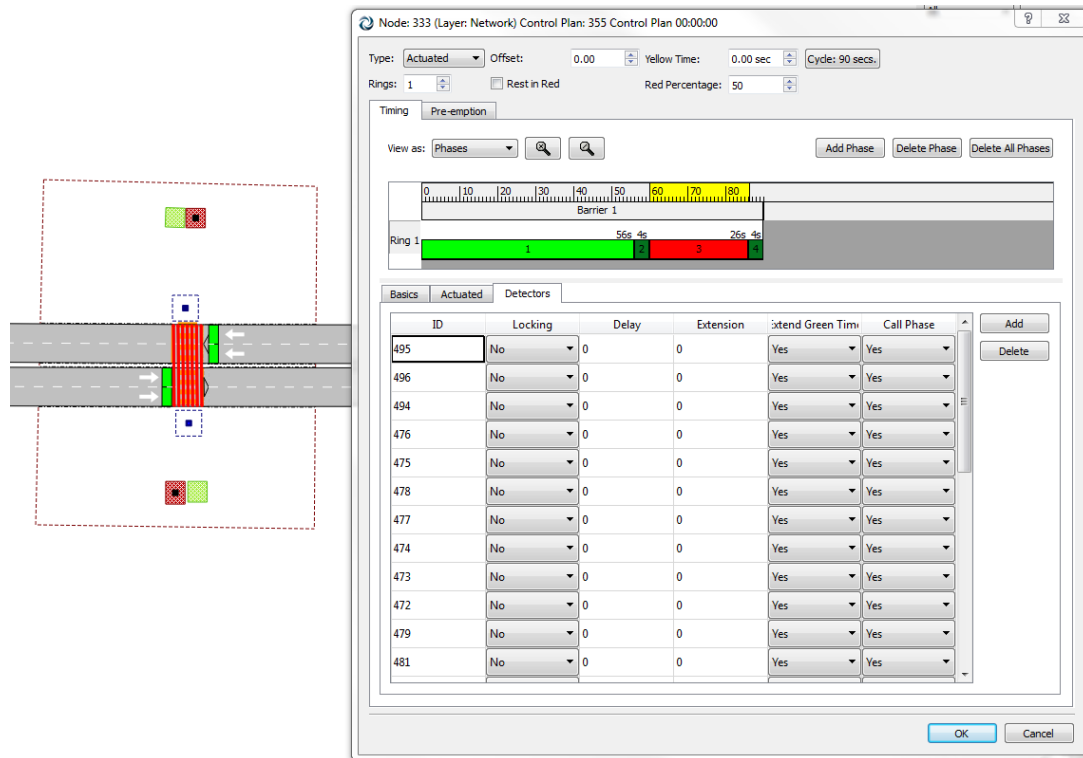 Node: 333 (Layer: Network) Control Plan: 355 Control Plan 00:00:00
Type: Actuated Offset: 0.00 Yellow Time: 0.00 sec Cycle: 90 secs.
Rings: 1 Rest in Red Red Percentage: 50
Timing Pre-emption
View as: Phases Add Phase Delete Phase Delete All Phases
0 10 20 30 40 50 60 70 80
Barrier 1
56s 4s 26s 4s
Ring 1 1 2 3 4
Basics Actuated Detectors
ID Locking Delay Extension Extend Green Time Call Phase Add
495 No 0 0 Yes Yes Delete
496 No 0 0 Yes Yes
494 No 0 0 Yes Yes
476 No 0 0 Yes Yes
475 No 0 0 Yes Yes
478 No 0 0 Yes Yes
477 No 0 0 Yes Yes
474 No 0 0 Yes Yes
473 No 0 0 Yes Yes
472 No 0 0 Yes Yes
479 No 0 0 Yes Yes
481 No 0 0 Yes Yes
OK Cancel